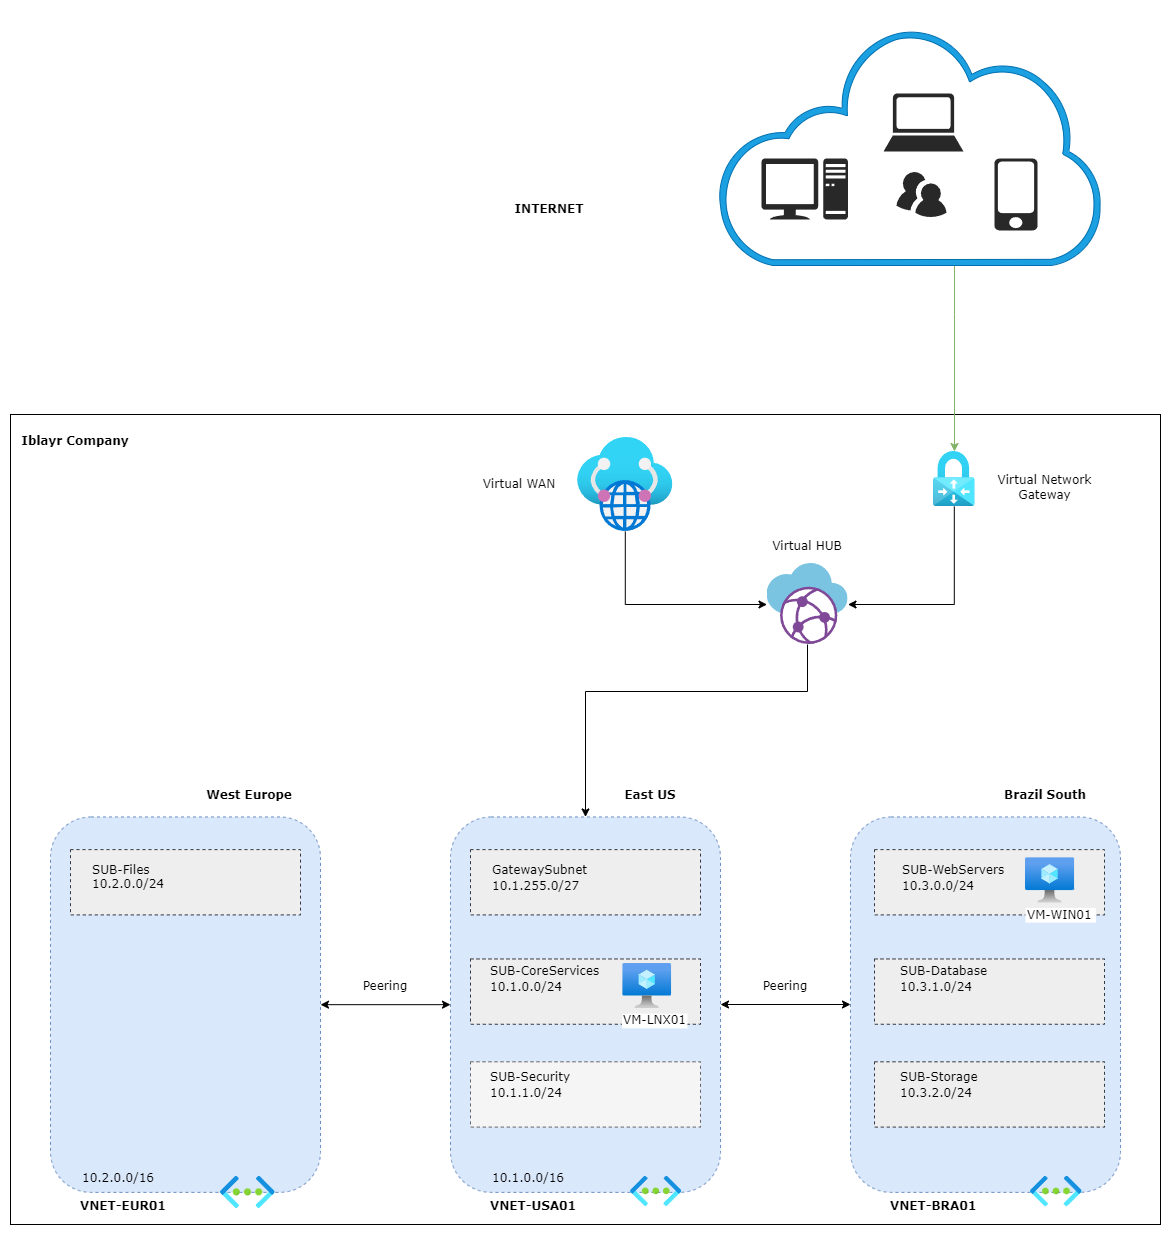 INTERNET
Iblayr Company
Virtual WAN
Virtual Network
Gateway
Virtual HUB
West Europe
East US
Brazil South
SUB-Files
10.2.0.0/24
GatewaySubnet
10.1.255.0/27
SUB-WebServers
10.3.0.0/24
VM-WIN01
SUB-CoreServices
10.1.0.0/24
VM-LNX01
SUB-Database
10.3.1.0/24
Peering
Peering
SUB-Security
10.1.1.0/24
SUB-Storage
10.3.2.0/24
10.2.0.0/16
10.1.0.0/16
VNET-EUR01
VNET-USA01
VNET-BRA01